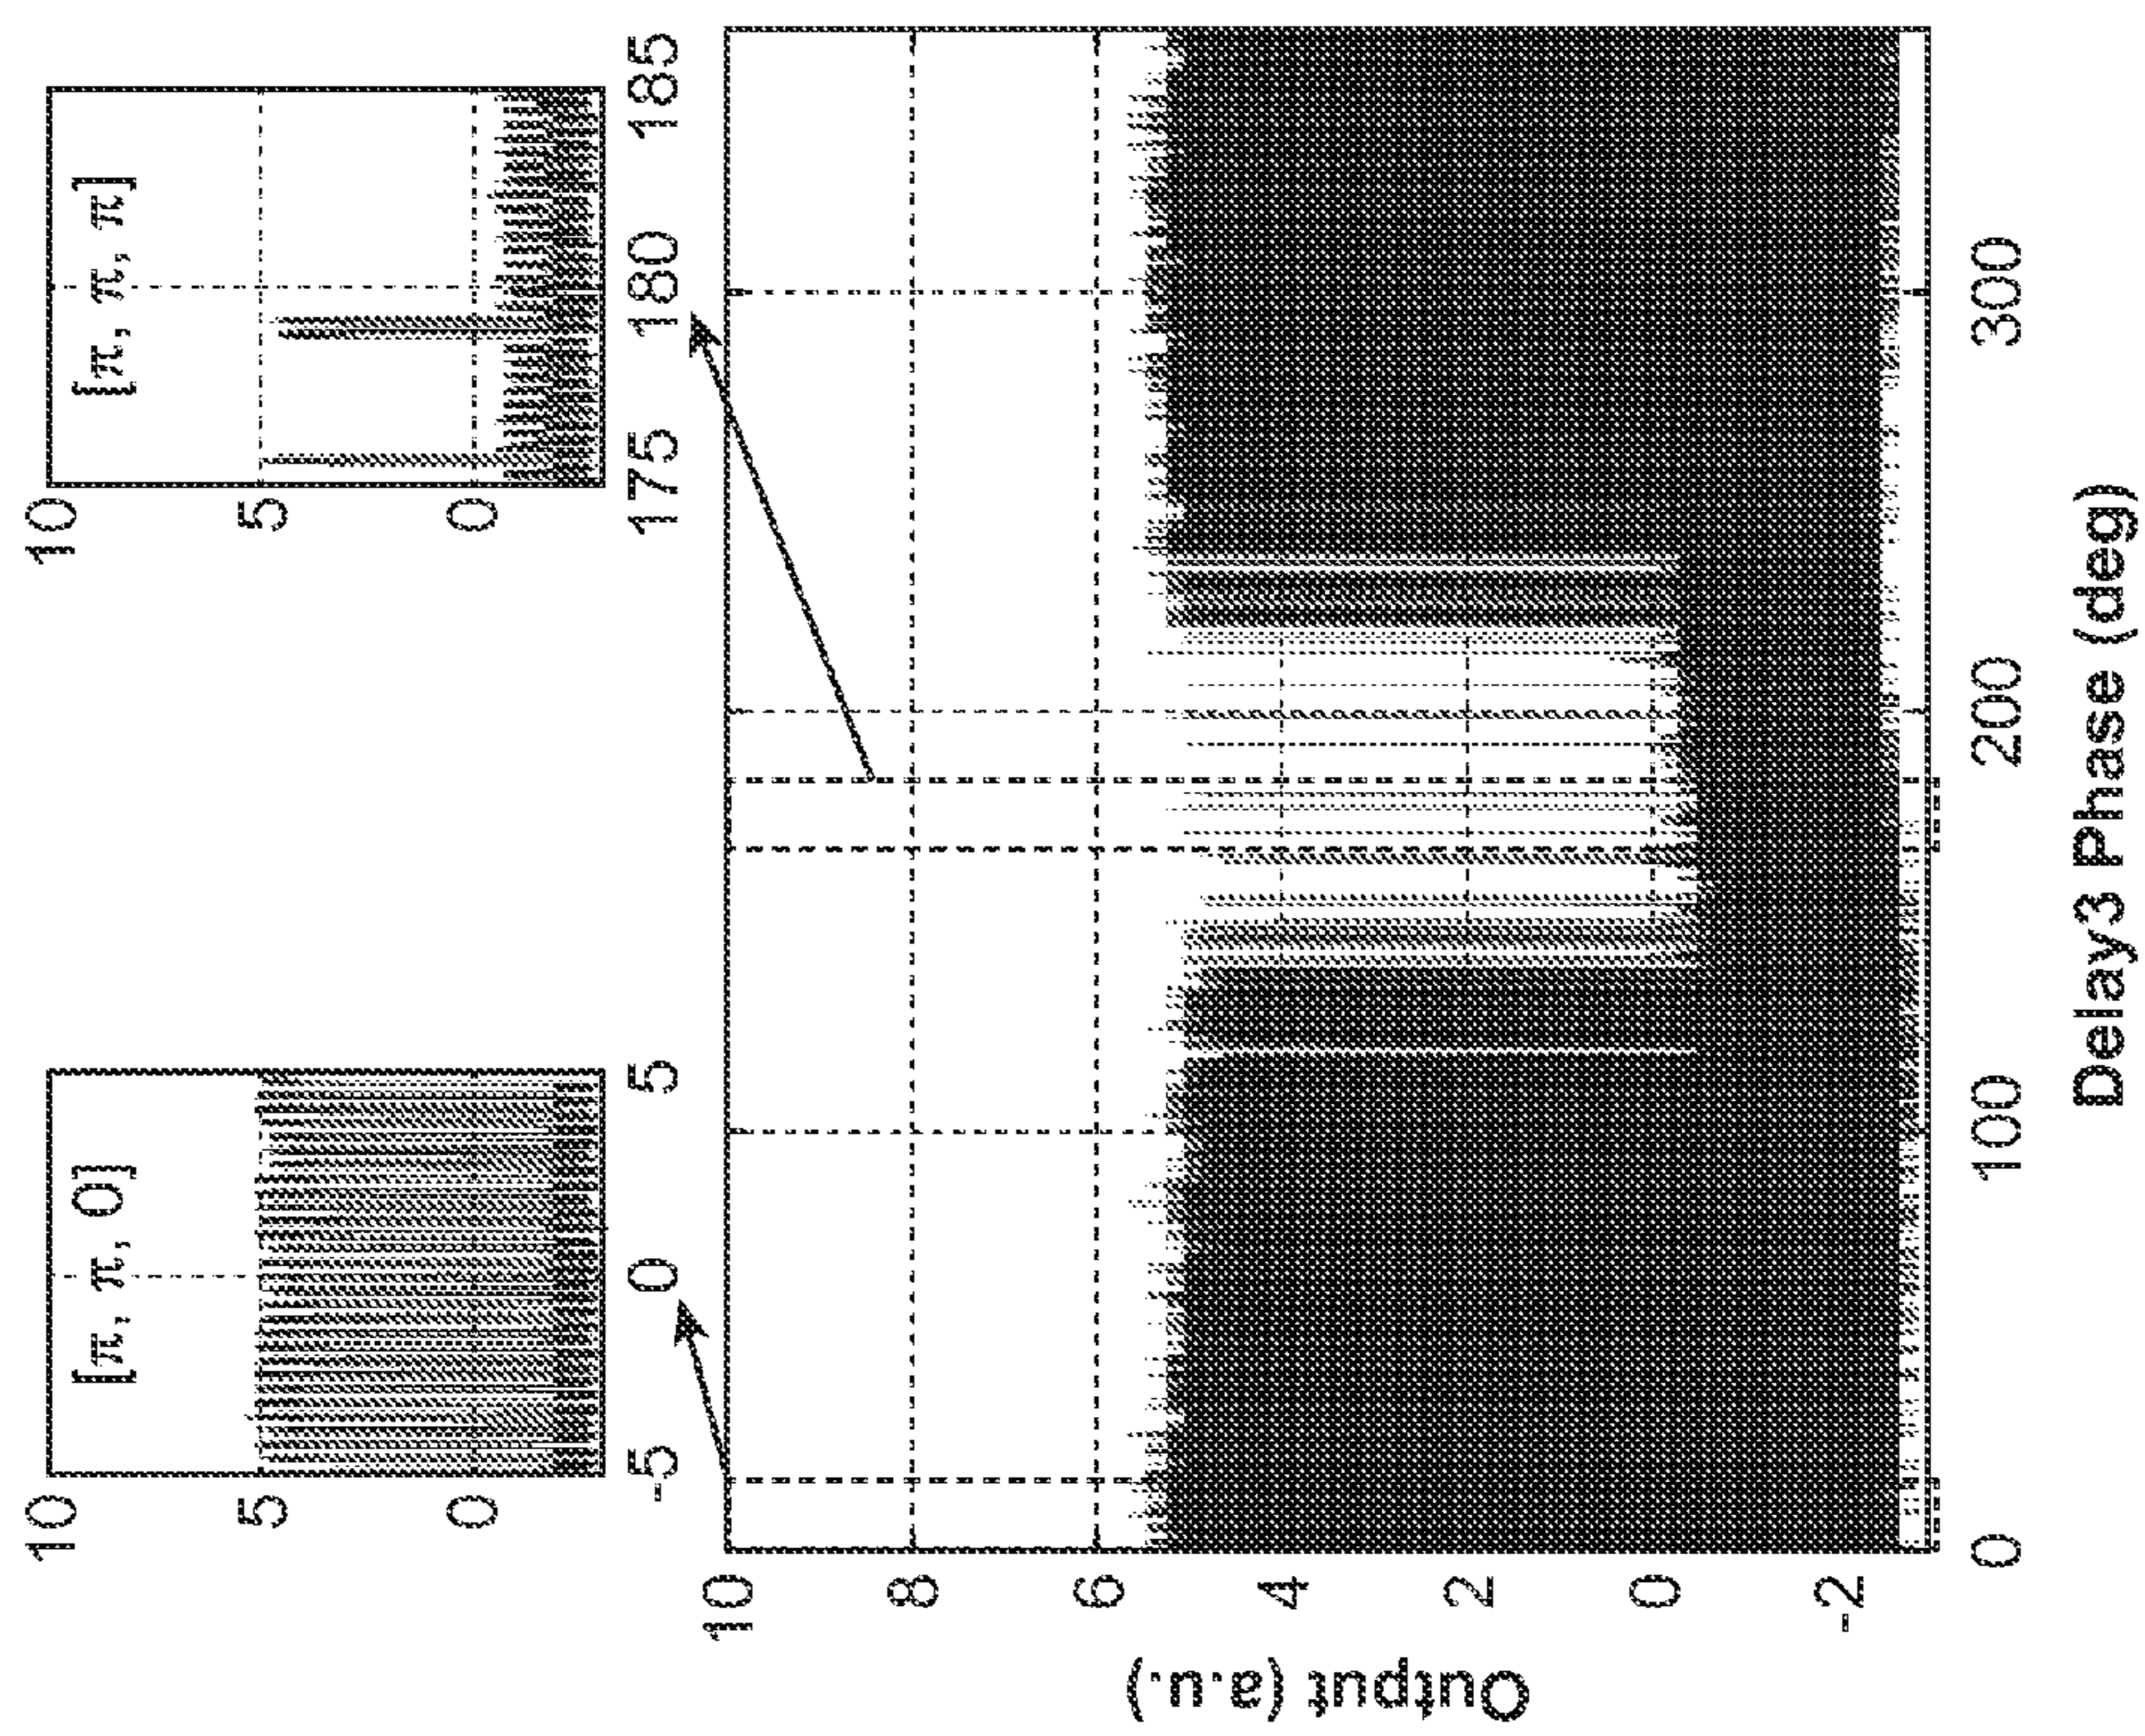 [π, π, 0]
10
5
0
-5 0 5
[π, π, π]
10
5
0
175 180 185
Output (a.u.)
10
8
6
4
2
0
-2
0 100 200 300
Delay3 Phase (deg)